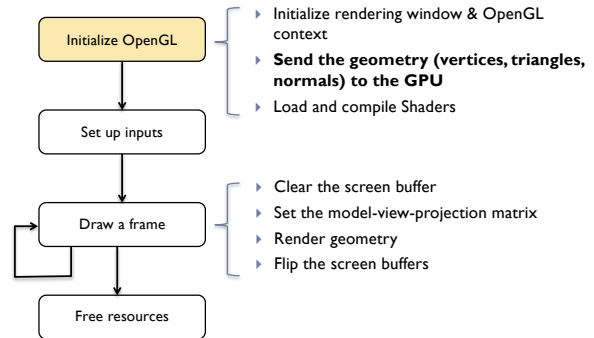 Initialize OpenGL
Initialize rendering window & OpenGL
context
Send the geometry (vertices, triangles,
normals) to the GPU
Load and compile Shaders
Set up inputs
Draw a frame
Clear the screen buffer
Set the model-view-projection matrix
Render geometry
Flip the screen buffers
Free resources